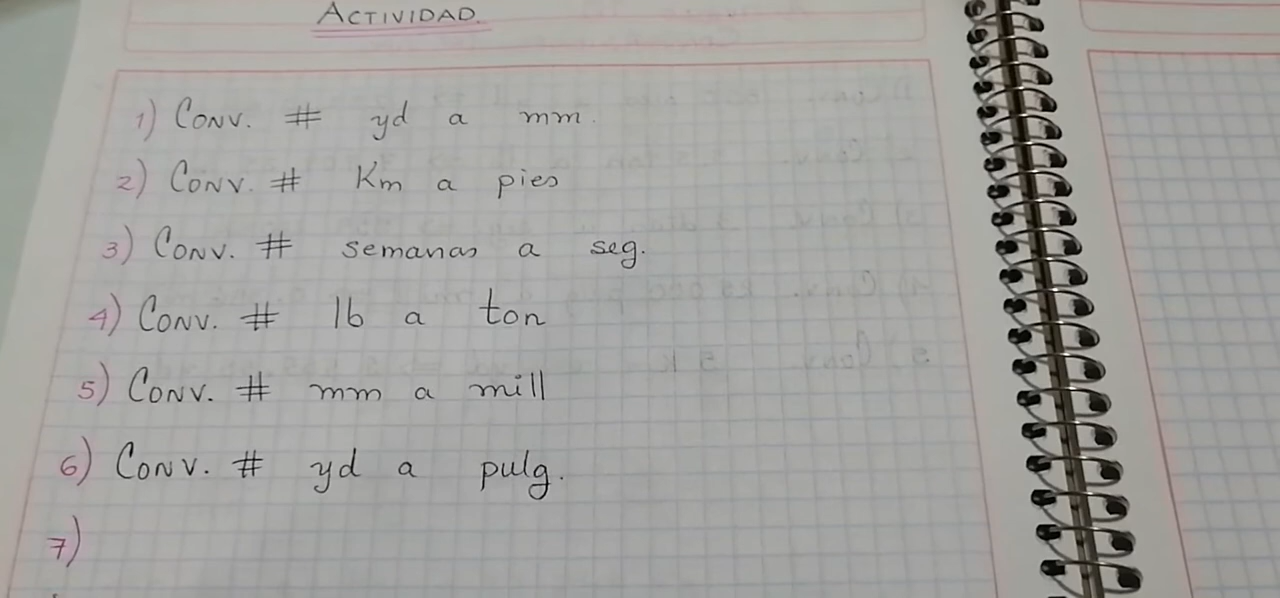 ACTIVIDAD.
1) CONV. # yd a mm.
2) CONV. # Km a pies
3) CONV. # semanas a seg.
4) CONV. # lb a ton
5) CONV. # mm a mill
6) CONV. # yd a pulg.
7)